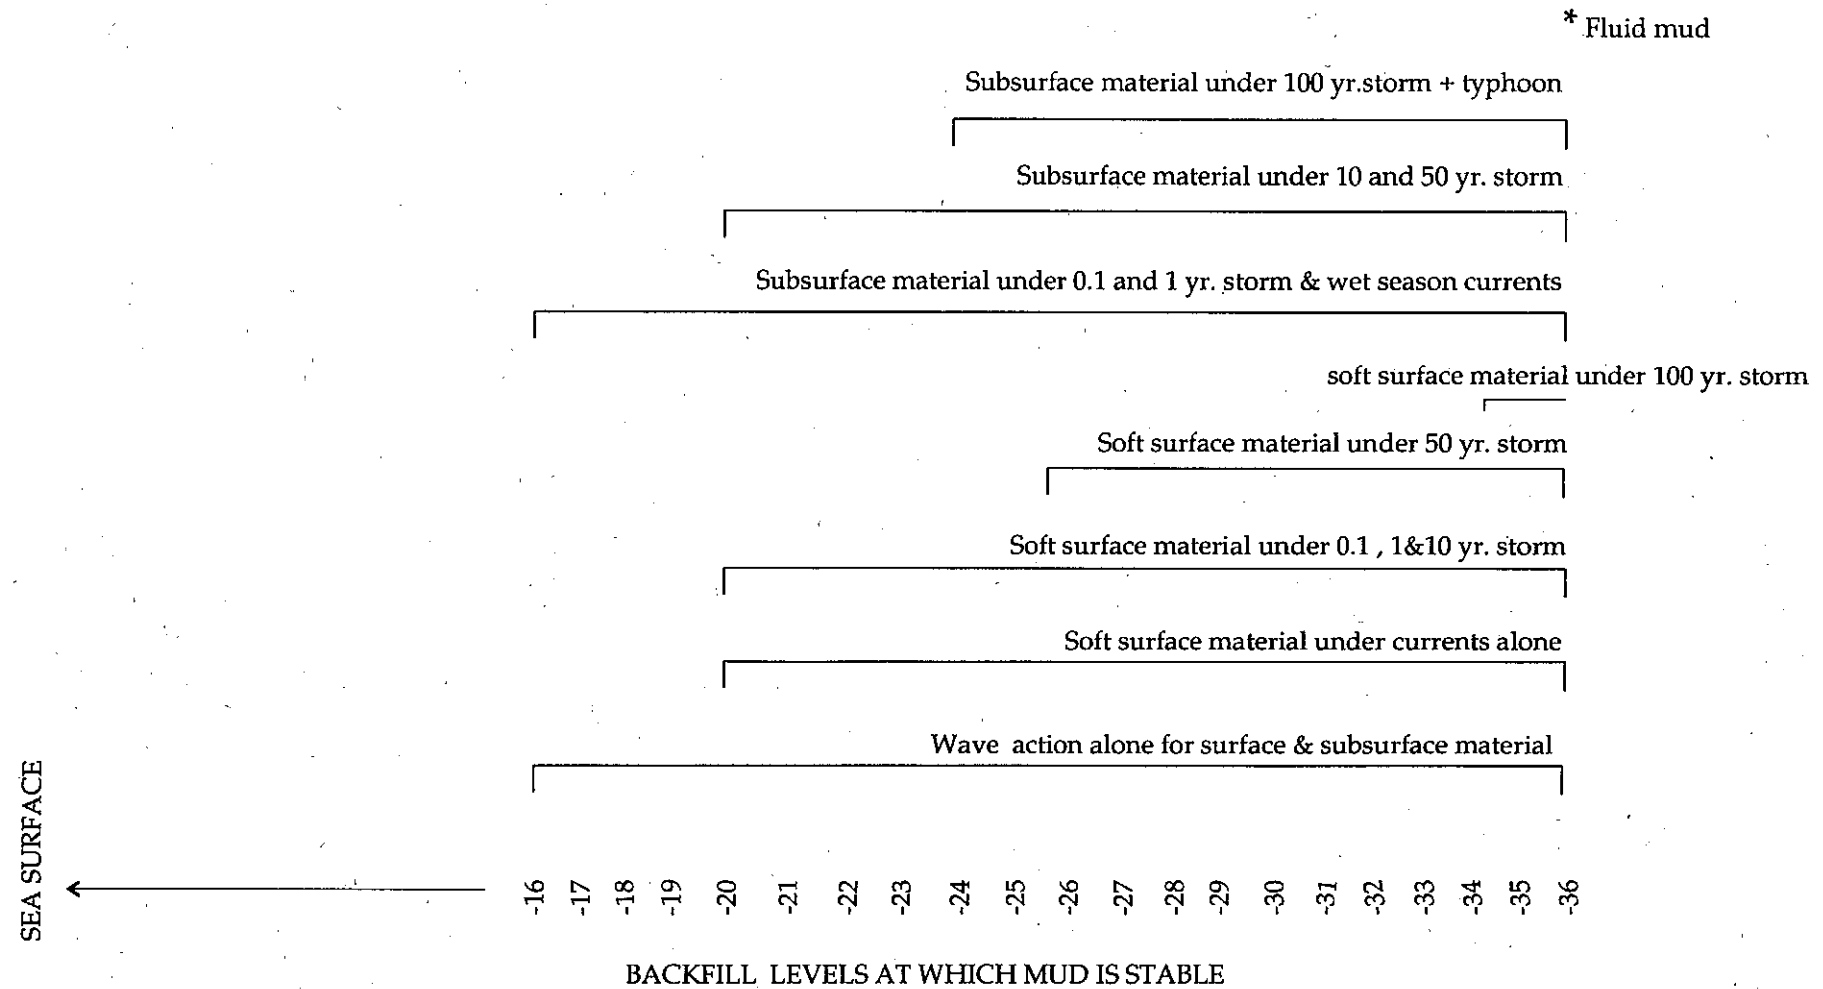 * Fluid mud
Subsurface material under 100 yr.storm + typhoon
Subsurface material under 10 and 50 yr. storm
Subsurface material under 0.1 and 1 yr. storm & wet season currents
soft surface material under 100 yr. storm
Soft surface material under 50 yr. storm
Soft surface material under 0.1 , 1&10 yr. storm
Soft surface material under currents alone
Wave action alone for surface & subsurface material
SEA SURFACE
-16 -17 -18 -19 -20 -21 -22 -23 -24 -25 -26 -27 -28 -29 -30 -31 -32 -33 -34 -35 -36
BACKFILL LEVELS AT WHICH MUD IS STABLE